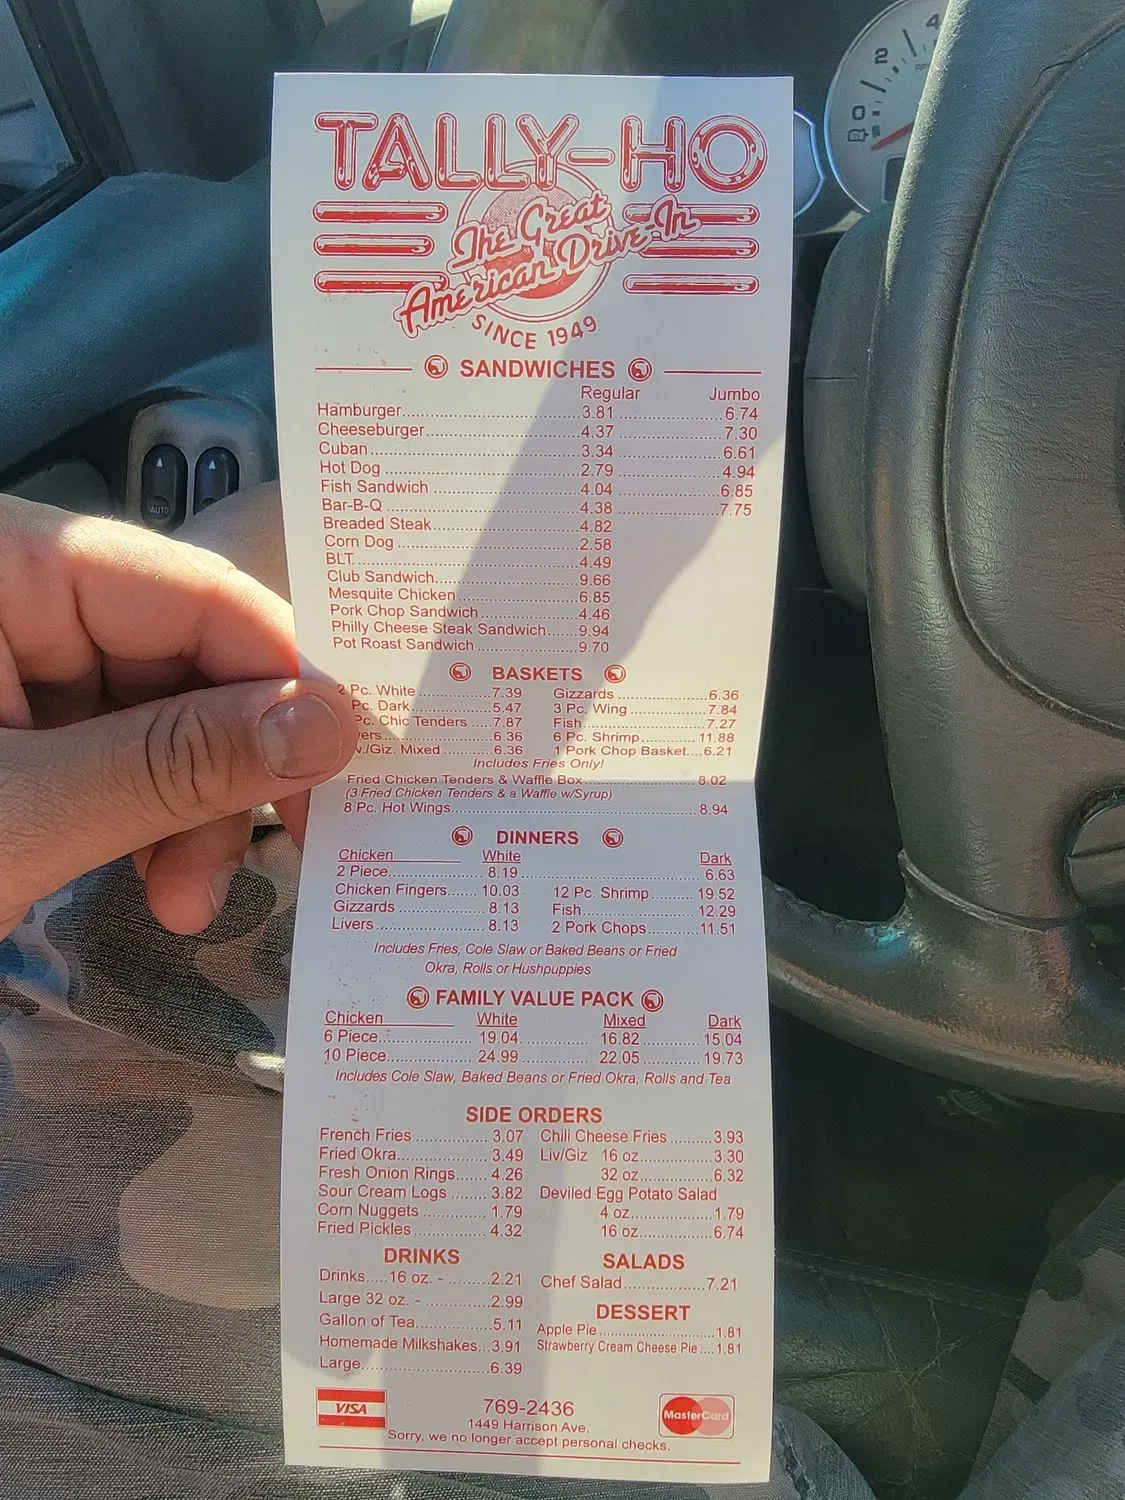 TALLY-HO
The Great
American Drive-In
SINCE 1949
SANDWICHES
Regular Jumbo
Hamburger 3.81 6.74
Cheeseburger 4.37 7.30
Cuban 3.34 6.61
Hot Dog 2.79 4.94
Fish Sandwich 4.04 6.85
Bar-B-Q 4.38 7.75
Breaded Steak 4.82
Corn Dog 2.58
BLT 4.49
Club Sandwich 9.66
Mesquite Chicken 6.85
Pork Chop Sandwich 4.46
Philly Cheese Steak Sandwich 9.94
Pot Roast Sandwich 9.70
BASKETS
2 Pc. White 7.39 Gizzards 6.36
Pc. Dark 5.47 3 Pc. Wing 7.84
Pc. Chic Tenders 7.87 Fish 7.27
6.36 6 Pc. Shrimp 11.88
/Giz. Mixed 6.36 1 Pork Chop Basket 6.21
Includes Fries Only!
Fried Chicken Tenders & Waffle Box 8.02
(3 Fried Chicken Tenders & a Waffle w/Syrup)
8 Pc. Hot Wings 8.94
DINNERS
Chicken White Dark
2 Piece 8.19 6.63
Chicken Fingers 10.03 12 Pc. Shrimp 19.52
Gizzards 8.13 Fish 12.29
Livers 8.13 2 Pork Chops 11.51
Includes Fries, Cole Slaw or Baked Beans or Fried
Okra, Rolls or Hushpuppies
FAMILY VALUE PACK
Chicken White Mixed Dark
6 Piece 19.04 16.82 15.04
10 Piece 24.99 22.05 19.73
Includes Cole Slaw, Baked Beans or Fried Okra, Rolls and Tea
SIDE ORDERS
French Fries 3.07 Chili Cheese Fries 3.93
Fried Okra 3.49 Liv/Giz 16 oz 3.30
Fresh Onion Rings 4.26 32 oz 6.32
Sour Cream Logs 3.82 Deviled Egg Potato Salad
Corn Nuggets 1.79 4 oz 1.79
Fried Pickles 4.32 16 oz 6.74
DRINKS
Drinks 16 oz. - 2.21
Large 32 oz. - 2.99
Gallon of Tea 5.11
Homemade Milkshakes 3.91
Large 6.39
SALADS
Chef Salad 7.21
DESSERT
Apple Pie 1.81
Strawberry Cream Cheese Pie 1.81
VISA
769-2436
MasterCard
1449 Harrison Ave.
Sorry, we no longer accept personal checks.
AUTO
0 2 4